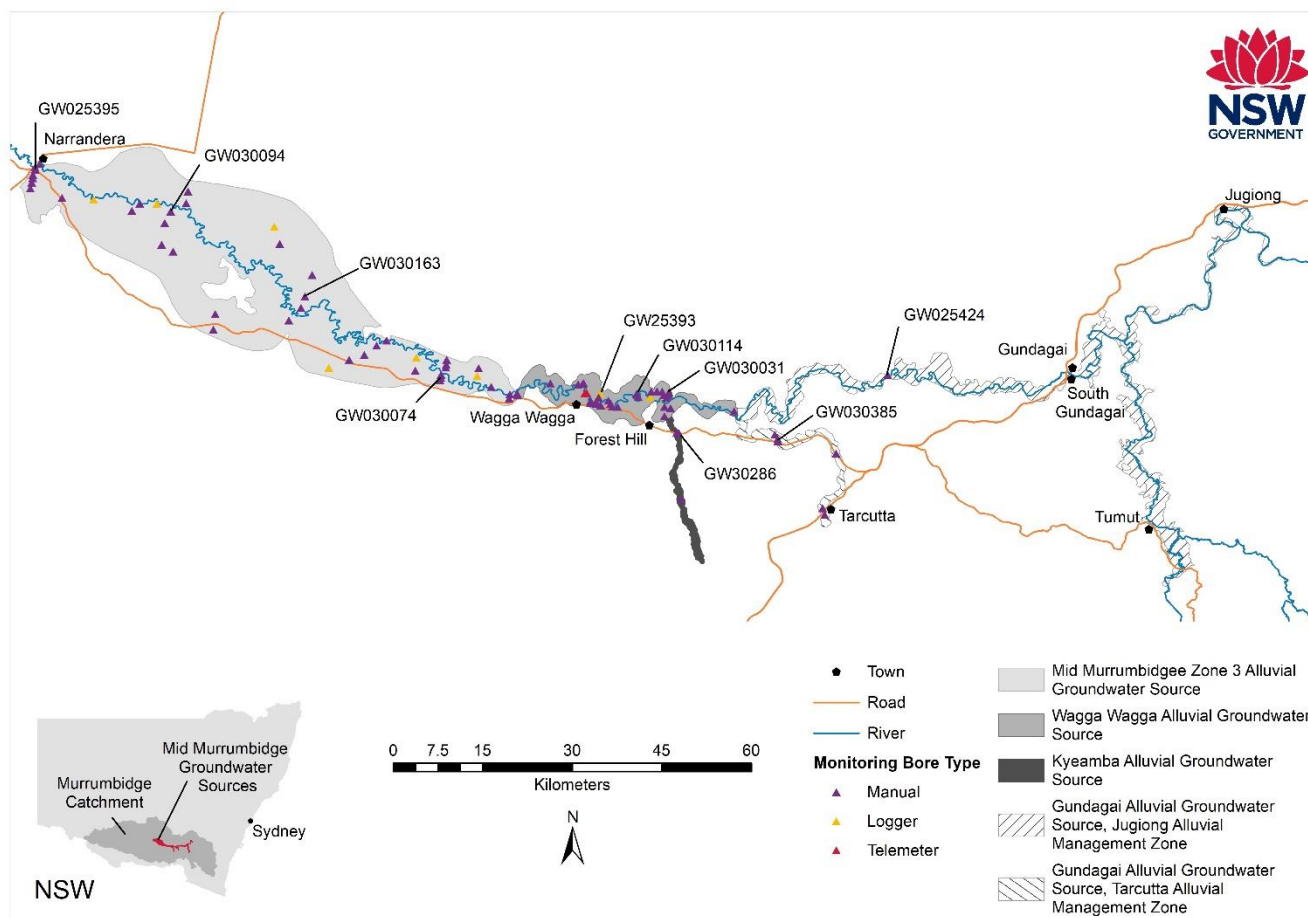 NSW
GOVERNMENT
GW025395
Narrandera
GW030094
Jugiong
GW030163
GW025424
GW25393
GW030114
GW030031
Gundagai
South
Gundagai
GW030074
Wagga Wagga
Forest Hill
GW030385
GW30286
Tarcutta
Tumut
Town
Road
River
Monitoring Bore Type
Manual
Logger
Telemeter
Mid Murrumbidgee Zone 3 Alluvial
Groundwater Source
Wagga Wagga Alluvial Groundwater
Source
Kyeamba Alluvial Groundwater
Source
Gundagai Alluvial Groundwater
Source, Jugiong Alluvial
Management Zone
Gundagai Alluvial Groundwater
Source, Tarcutta Alluvial
Management Zone
0 7.5 15 30 45 60
Kilometers
N
Mid Murrumbidge
Groundwater
Sources
Murrumbidge
Catchment
Sydney
NSW